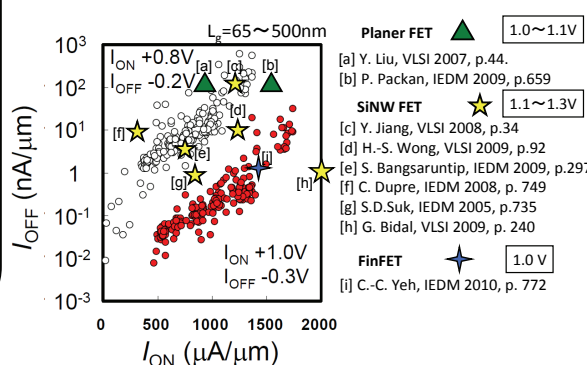 Lg=65～500nm
ION +0.8V
IOFF -0.2V
[a]
[c]
[b]
[d]
[f]
[e]
[i]
[g]
[h]
ION +1.0V
IOFF -0.3V
10³
10²
10
1
10-1
10-2
10-3
IOFF (nA/μm)
0
500
1000
1500
2000
ION (μA/μm)
Planer FET
1.0～1.1V
[a] Y. Liu, VLSI 2007, p.44.
[b] P. Packan, IEDM 2009, p.659
SiNW FET
1.1～1.3V
[c] Y. Jiang, VLSI 2008, p.34
[d] H.-S. Wong, VLSI 2009, p.92
[e] S. Bangsaruntip, IEDM 2009, p.297
[f] C. Dupre, IEDM 2008, p. 749
[g] S.D.Suk, IEDM 2005, p.735
[h] G. Bidal, VLSI 2009, p. 240
FinFET
1.0 V
[i] C.-C. Yeh, IEDM 2010, p. 772